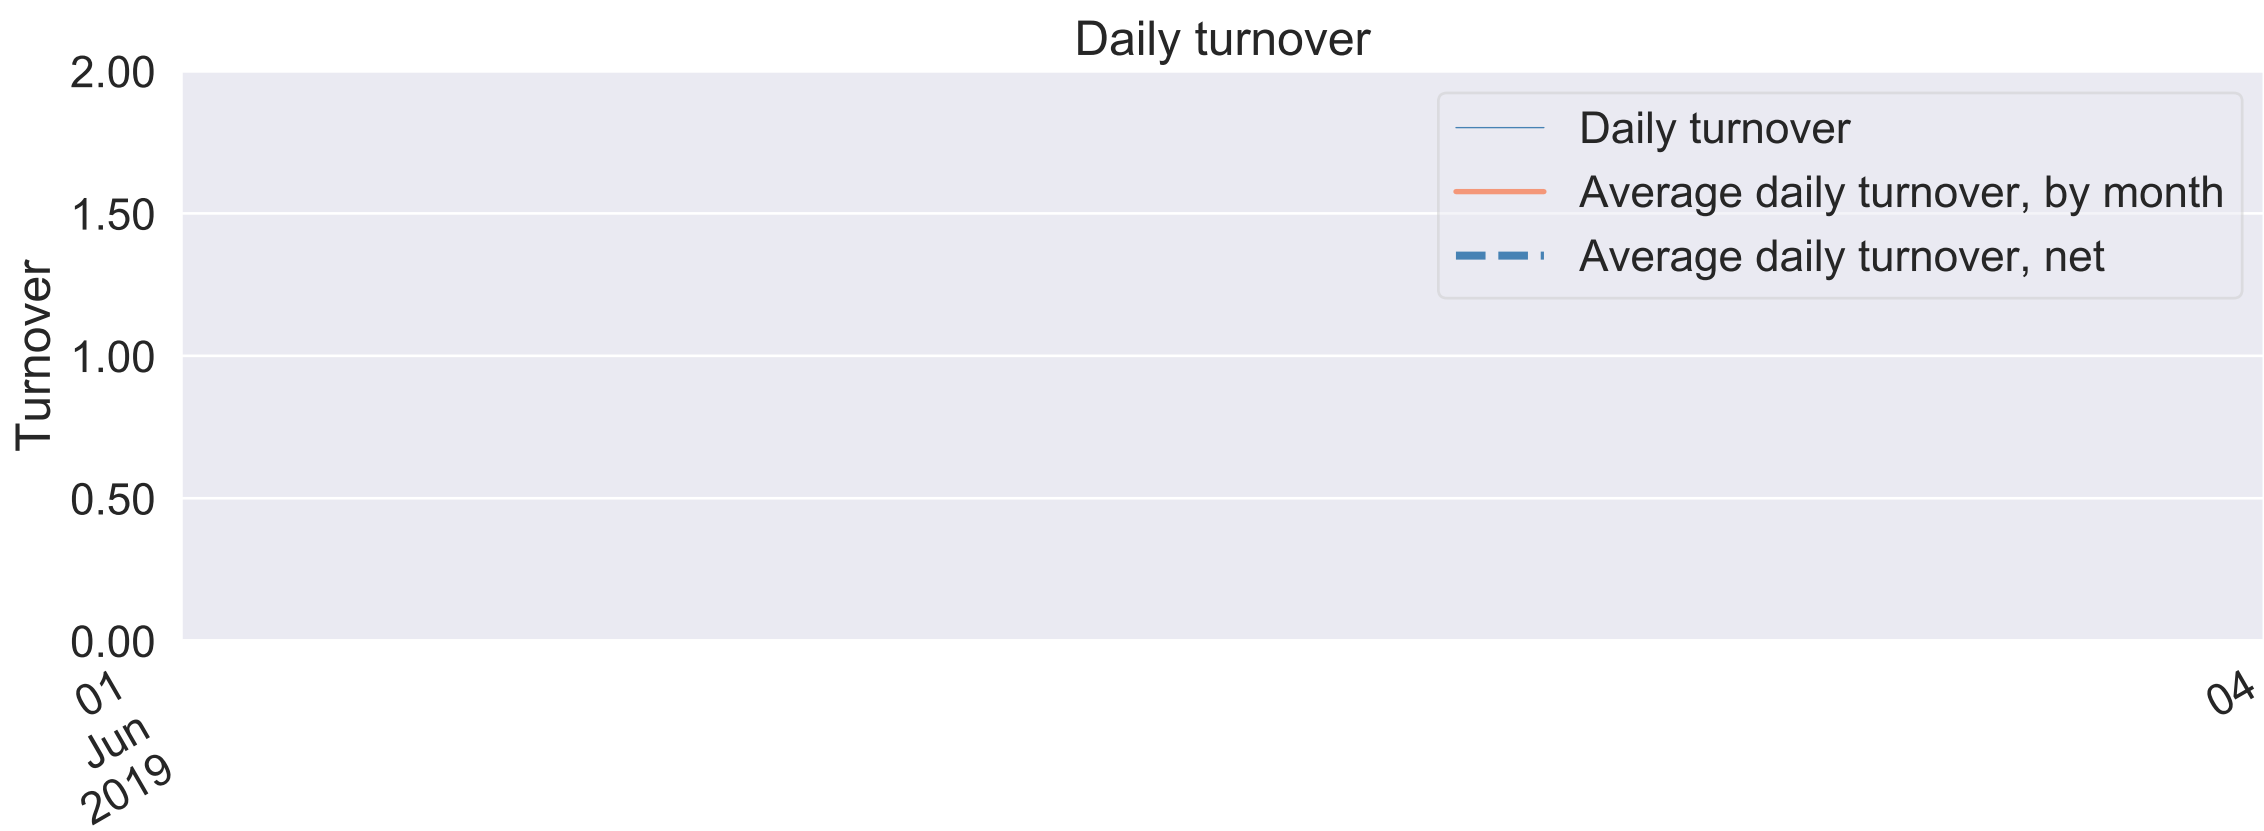 Daily turnover
2.00
1.50
1.00
0.50
0.00
Turnover
Daily turnover
Average daily turnover, by month
Average daily turnover, net
01
Jun
2019
04